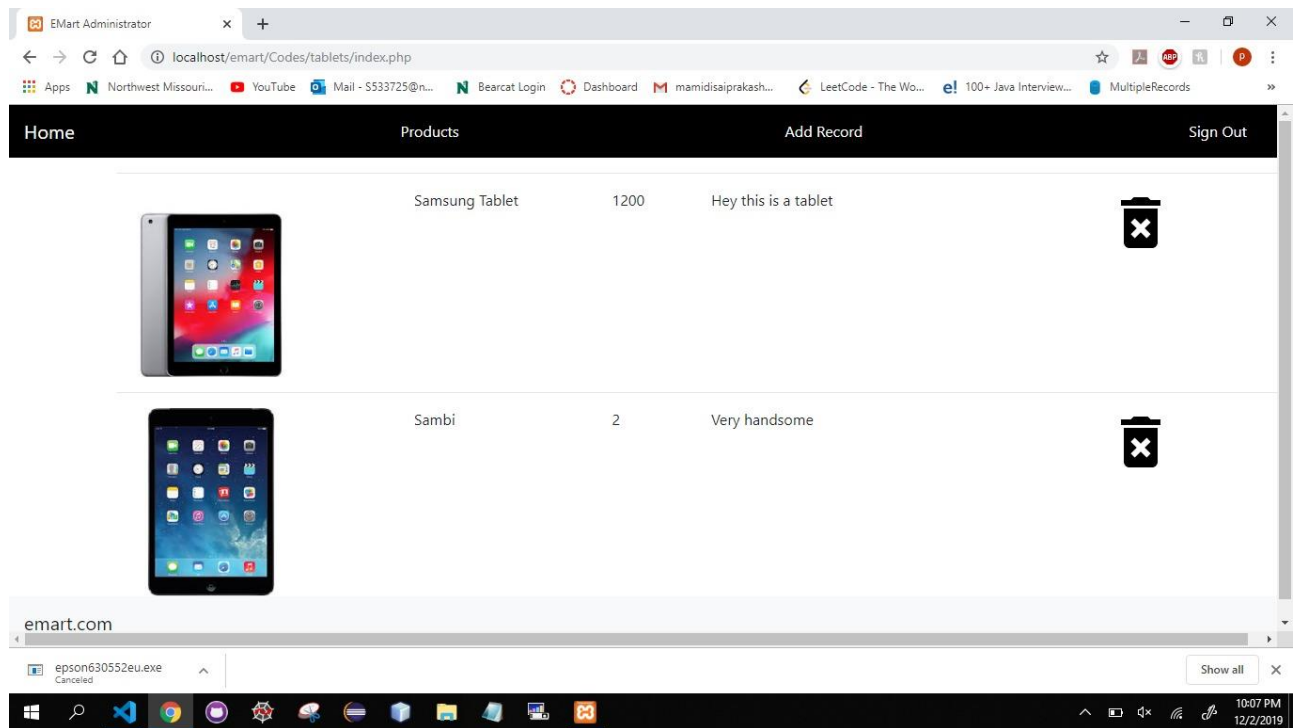 EMart Administrator
localhost/emart/Codes/tablets/index.php
ABP
P
Apps
Northwest Missouri...
YouTube
Mail - S533725@n...
Bearcat Login
Dashboard
mamidisaiprakash...
LeetCode - The Wo...
100+ Java Interview...
MultipleRecords
»
Home
Products
Add Record
Sign Out
Samsung Tablet
1200
Hey this is a tablet
Sambi
2
Very handsome
emart.com
epson630552eu.exe
Canceled
Show all
10:07 PM
12/2/2019